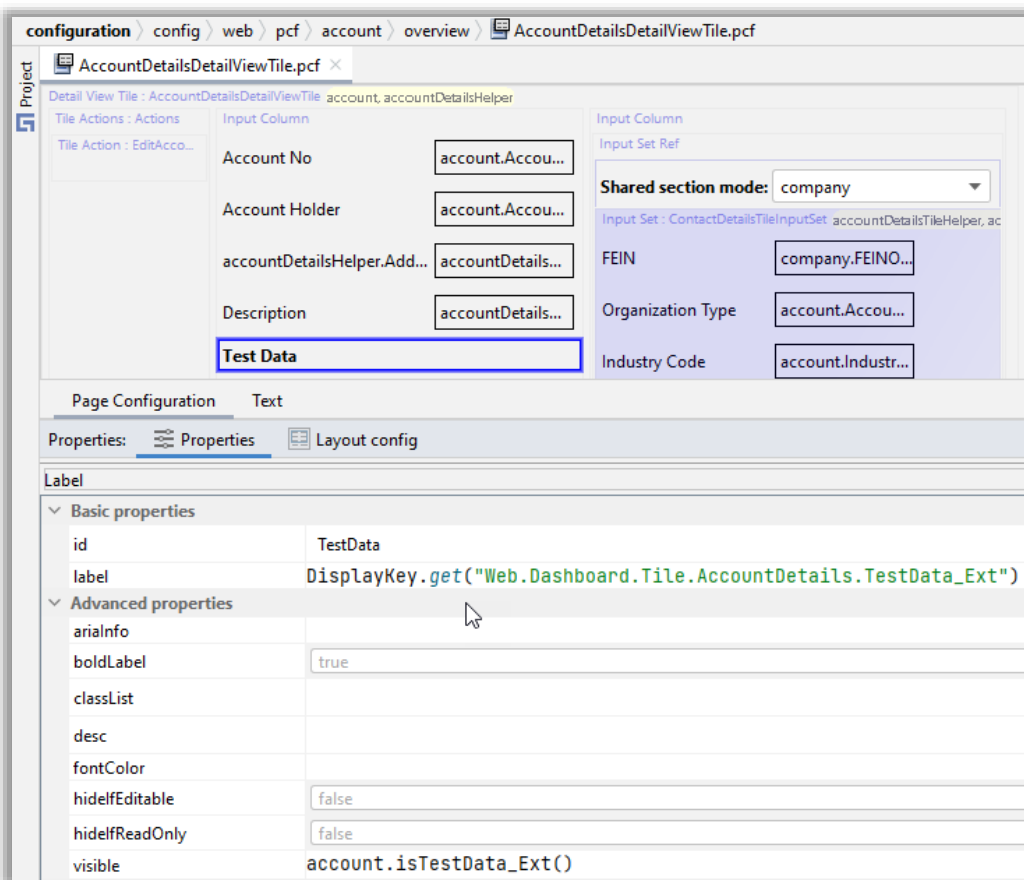 configuration > config > web > pcf > account > overview > AccountDetailsDetailViewTile.pcf
Project
AccountDetailsDetailViewTile.pcf ×
Detail View Tile : AccountDetailsDetailViewTile account, accountDetailsHelper
Tile Actions : Actions
Tile Action : EditAcco...
Input Column
Account No account.Accou...
Account Holder account.Accou...
accountDetailsHelper.Add... accountDetails...
Description accountDetails...
Test Data
Input Column
Input Set Ref
Shared section mode: company
Input Set : ContactDetailsTileInputSet accountDetailsTileHelper, ac
FEIN company.FEINO...
Organization Type account.Accou...
Industry Code account.Industr...
Page Configuration Text
Properties: Properties Layout config
Label
Basic properties
id TestData
label DisplayKey.get("Web.Dashboard.Tile.AccountDetails.TestData_Ext")
Advanced properties
ariaInfo
boldLabel true
classList
desc
fontColor
hideIfEditable false
hideIfReadOnly false
visible account.isTestData_Ext()